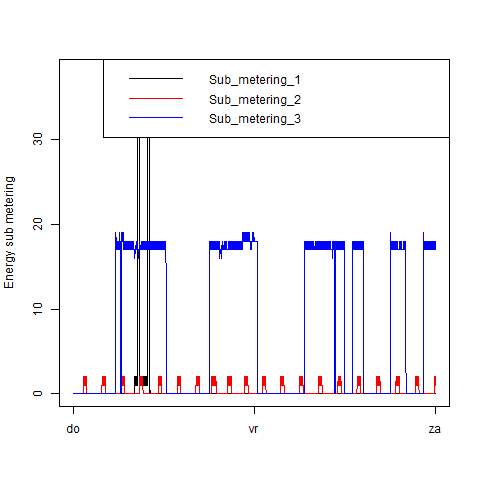 Sub_metering_1
Sub_metering_2
Sub_metering_3
Energy sub metering
30
20
10
0
do
vr
za